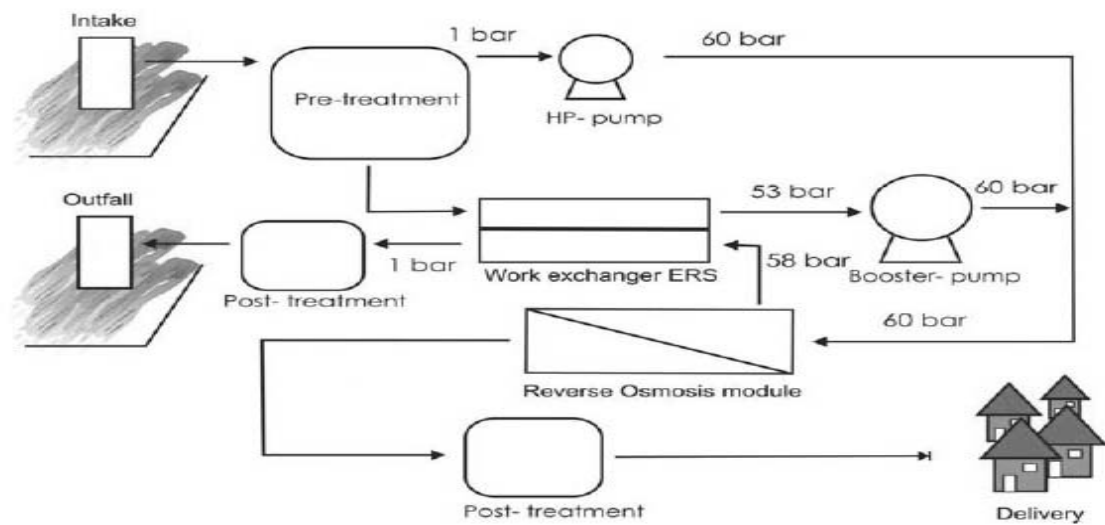 Intake
1 bar
60 bar
Pre-treatment
HP- pump
Outfall
53 bar
60 bar
1 bar
Work exchanger ERS
58 bar
Booster- pump
Post- treatment
60 bar
Reverse Osmosis module
Post- treatment
Delivery